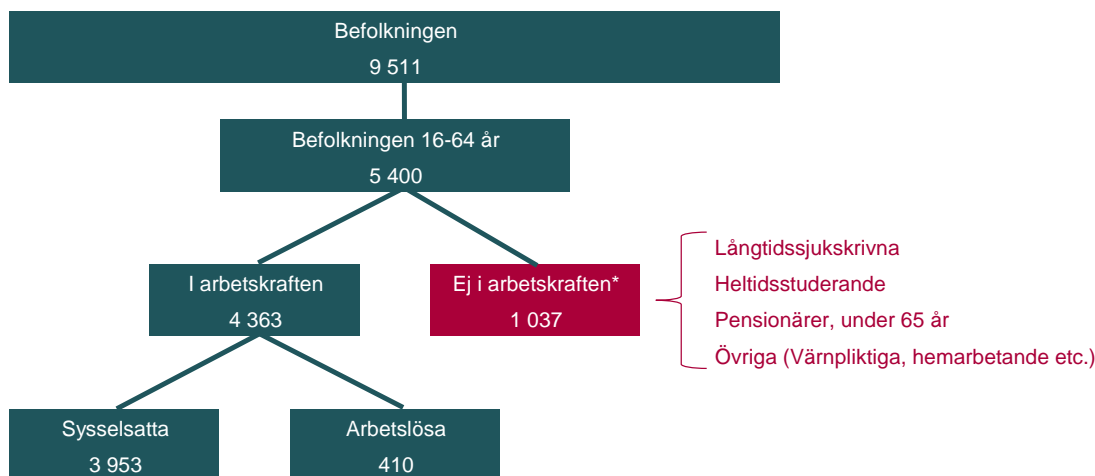 Befolkningen
9 511
Befolkningen 16-64 år
5 400
I arbetskraften
4 363
Ej i arbetskraften*
1 037
Långtidssjukskrivna
Heltidsstuderande
Pensionärer, under 65 år
Övriga (Värnpliktiga, hemarbetande etc.)
Sysselsatta
3 953
Arbetslösa
410